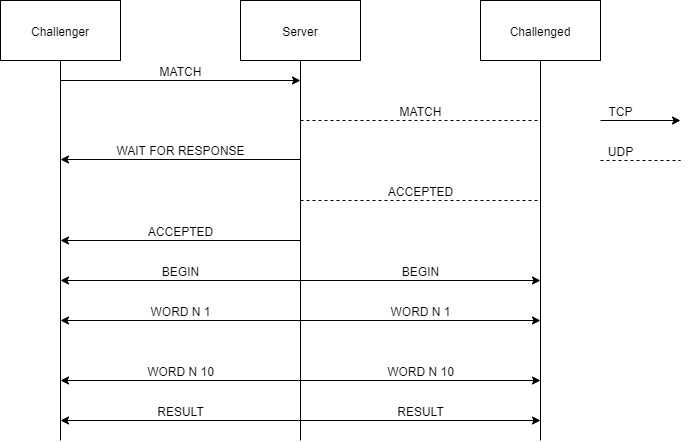 Challenger
Server
Challenged
MATCH
MATCH
TCP
WAIT FOR RESPONSE
UDP
ACCEPTED
ACCEPTED
BEGIN
BEGIN
WORD N 1
WORD N 1
WORD N 10
WORD N 10
RESULT
RESULT